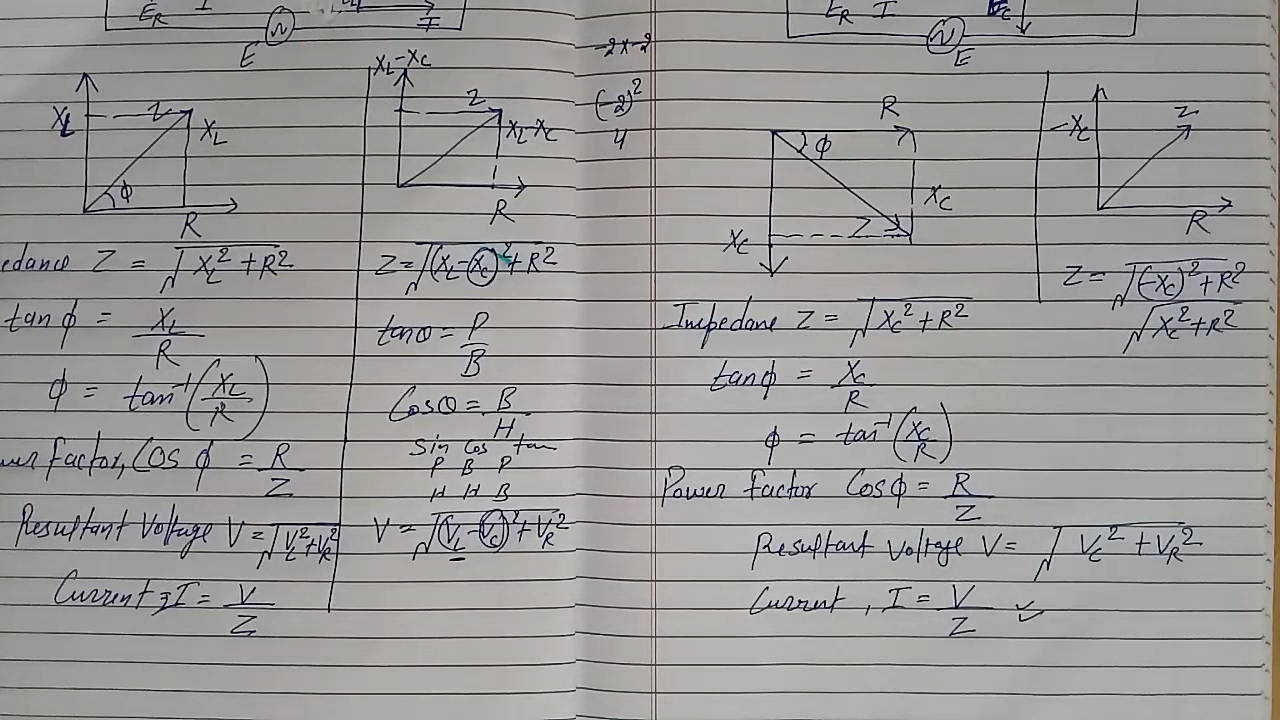 E_R I
I
E
X_L
Z
X_L
ϕ
R
edance Z = √X_L² + R²
tan ϕ = X_L / R
ϕ = tan⁻¹(X_L / R)
wer factor, Cos ϕ = R / Z
Resultant Voltage V = √V_L² + V_R²
Current, I = V / Z
X_L - X_C
Z
X_L - X_C
R
Z = √(X_L - X_C)² + R²
tan θ = P / B
Cos θ = B / H
Sin Cos tan
P B P
H H B
V = √(V_L - V_C)² + V_R²
-2 x -2
(-2)²
4
E_R I E_C
E
R
ϕ
X_C
Z
X_C
Impedane Z = √X_C² + R²
tan ϕ = X_C / R
ϕ = tan⁻¹(X_C / R)
Power factor Cos ϕ = R / Z
Resultant Voltage V = √V_C² + V_R²
Current, I = V / Z
-X_C
Z
R
Z = √(-X_C)² + R²
√X_C² + R²